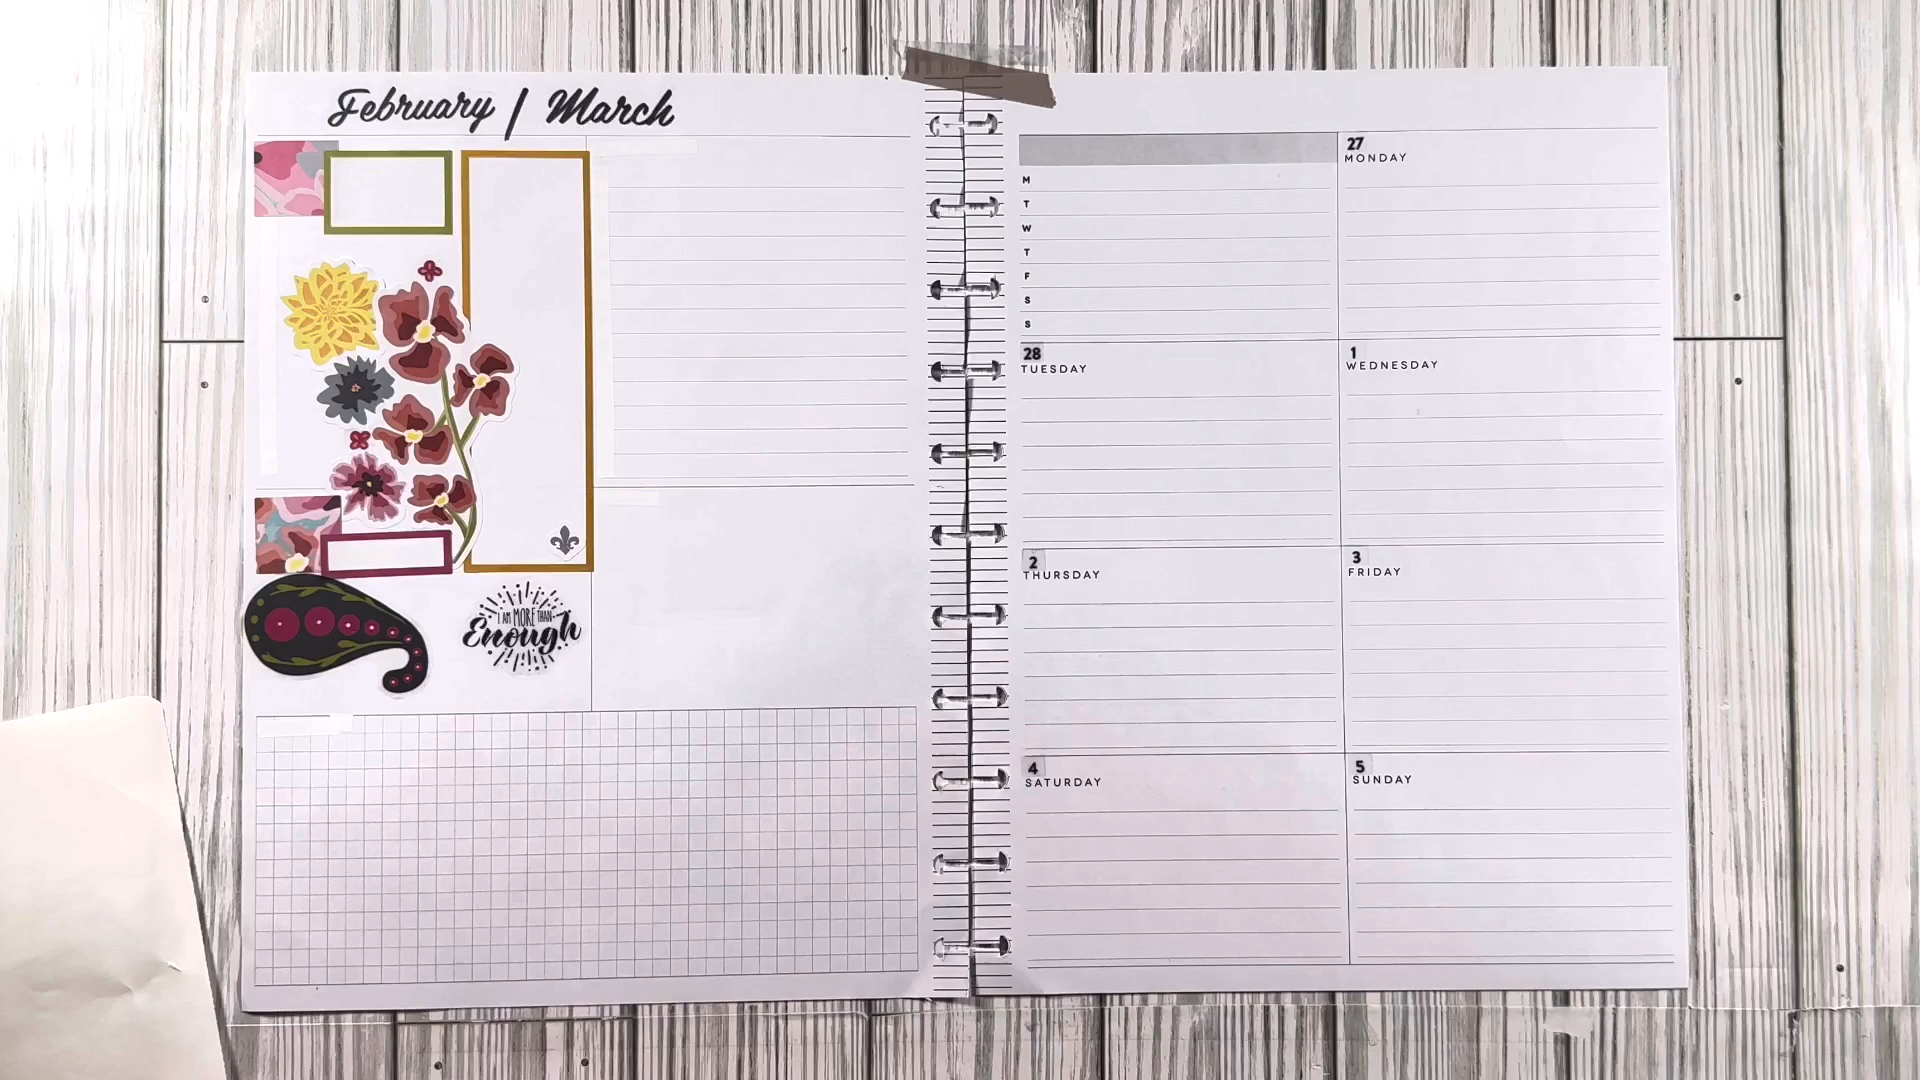 February / March
I AM MORE THAN
Enough
M
T
W
T
F
S
S
27
MONDAY
28
TUESDAY
1
WEDNESDAY
2
THURSDAY
3
FRIDAY
4
SATURDAY
5
SUNDAY